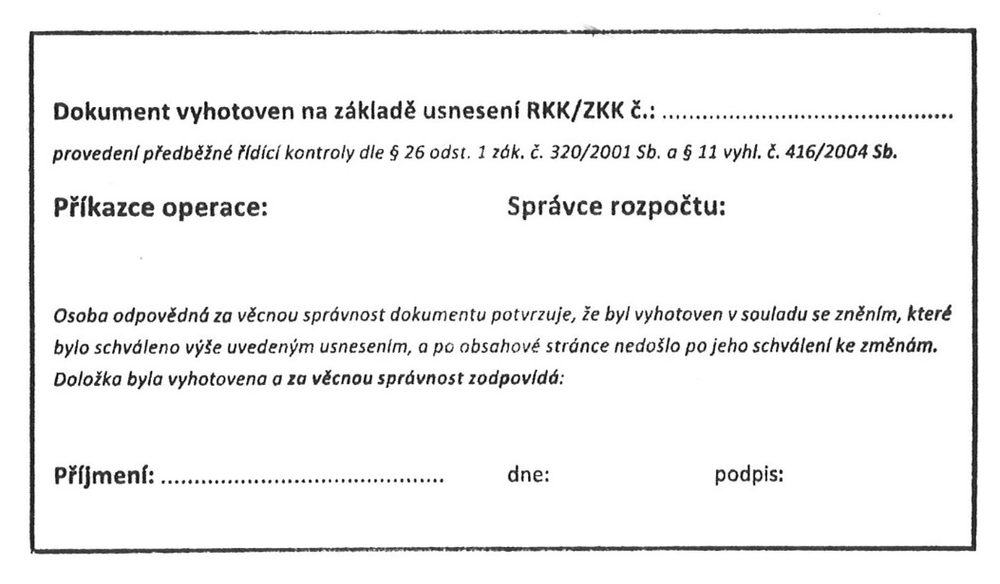 Dokument vyhotoven na základě usnesení RKK/ZKK č.: ............................................
provedení předběžné řídící kontroly dle § 26 odst. 1 zák. č. 320/2001 Sb. a § 11 vyhl. č. 416/2004 Sb.
Příkazce operace: Správce rozpočtu:
Osoba odpovědná za věcnou správnost dokumentu potvrzuje, že byl vyhotoven v souladu se zněním, které
bylo schváleno výše uvedeným usnesením, a po obsahové stránce nedošlo po jeho schválení ke změnám.
Doložka byla vyhotovena a za věcnou správnost zodpovídá:
Příjmení: ........................................... dne: podpis: